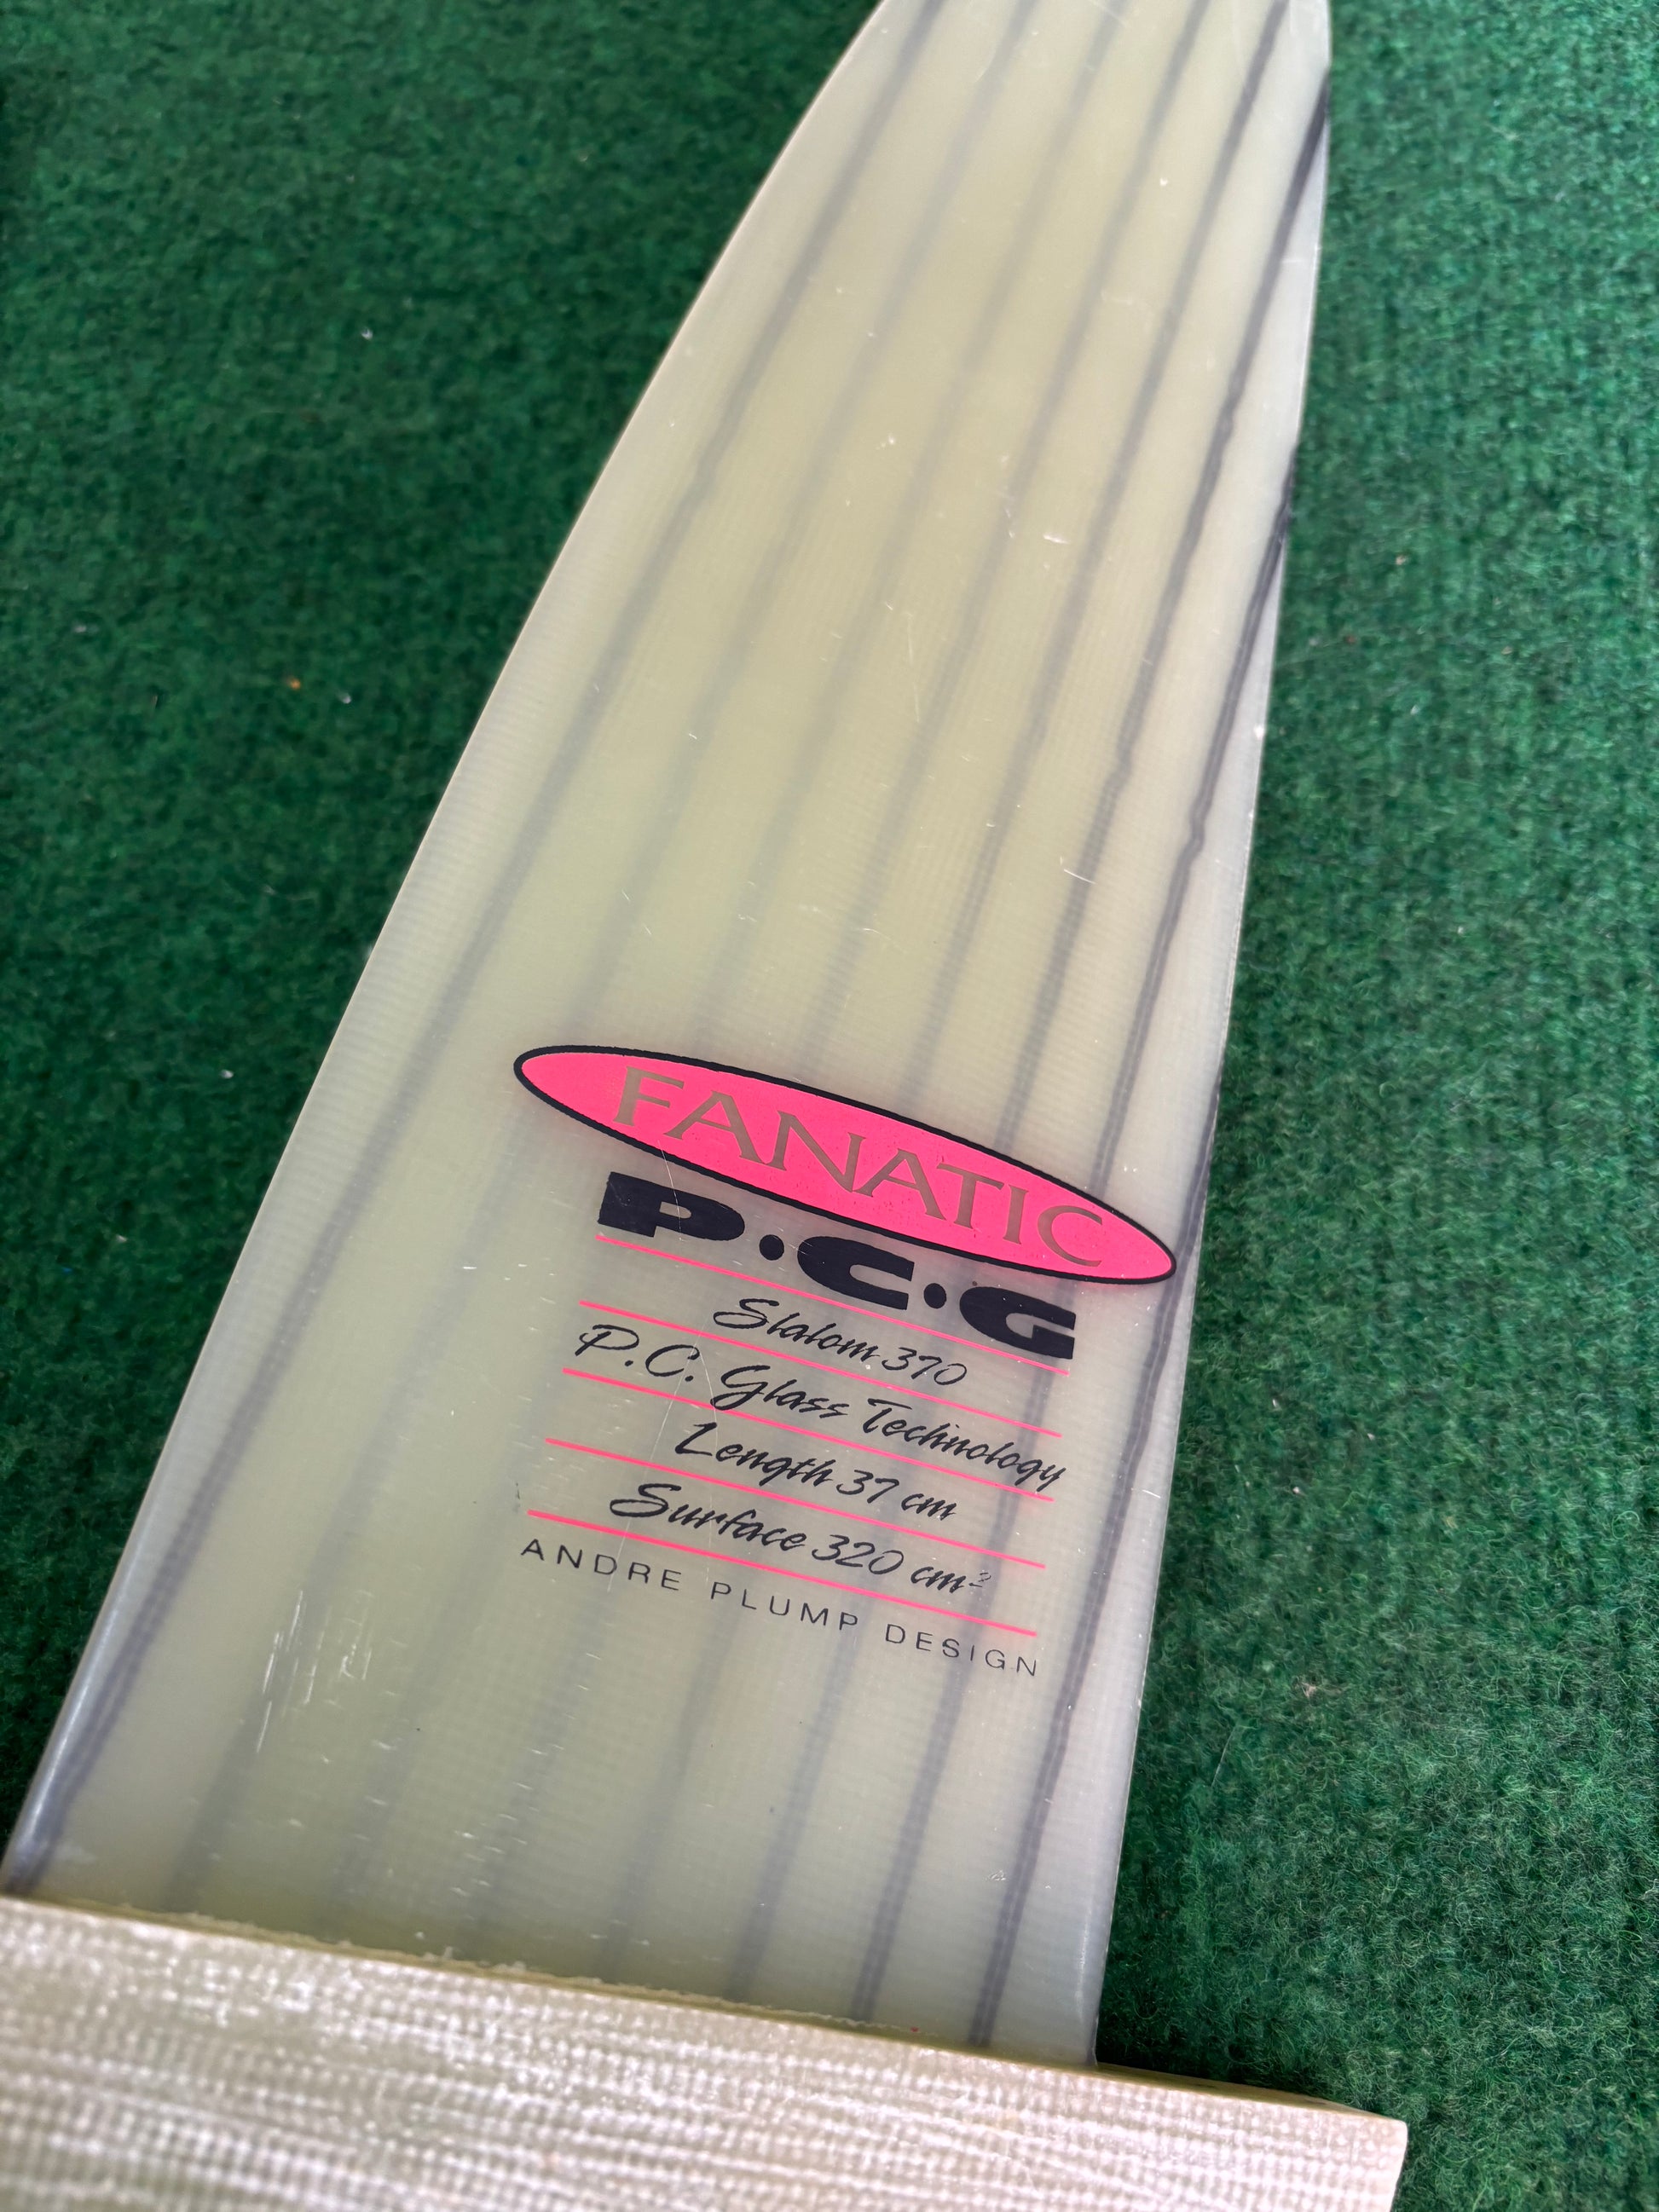 FANATIC
P.C.G
Slalom 370
P.C. Glass Technology
Length 37 cm
Surface 320 cm²
ANDRE PLUMP DESIGN